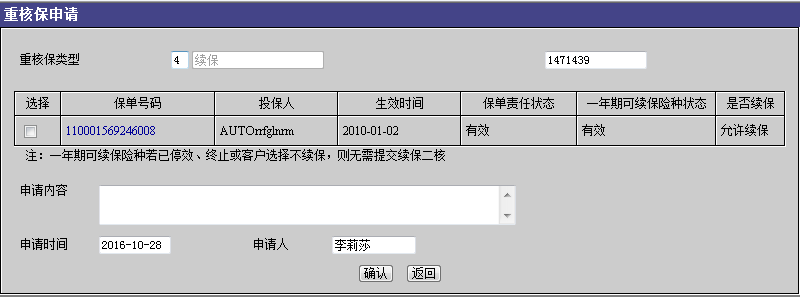 重核保申请
重核保类型 4 续保 1471439
选择 保单号码 投保人 生效时间 保单责任状态 一年期可续保险种状态 是否续保
110001569246008 AUTOrrfglnrm 2010-01-02 有效 有效 允许续保
注：一年期可续保险种若已停效、终止或客户选择不续保，则无需提交续保二核
申请内容
申请时间 2016-10-28 申请人 李莉莎
确认 返回